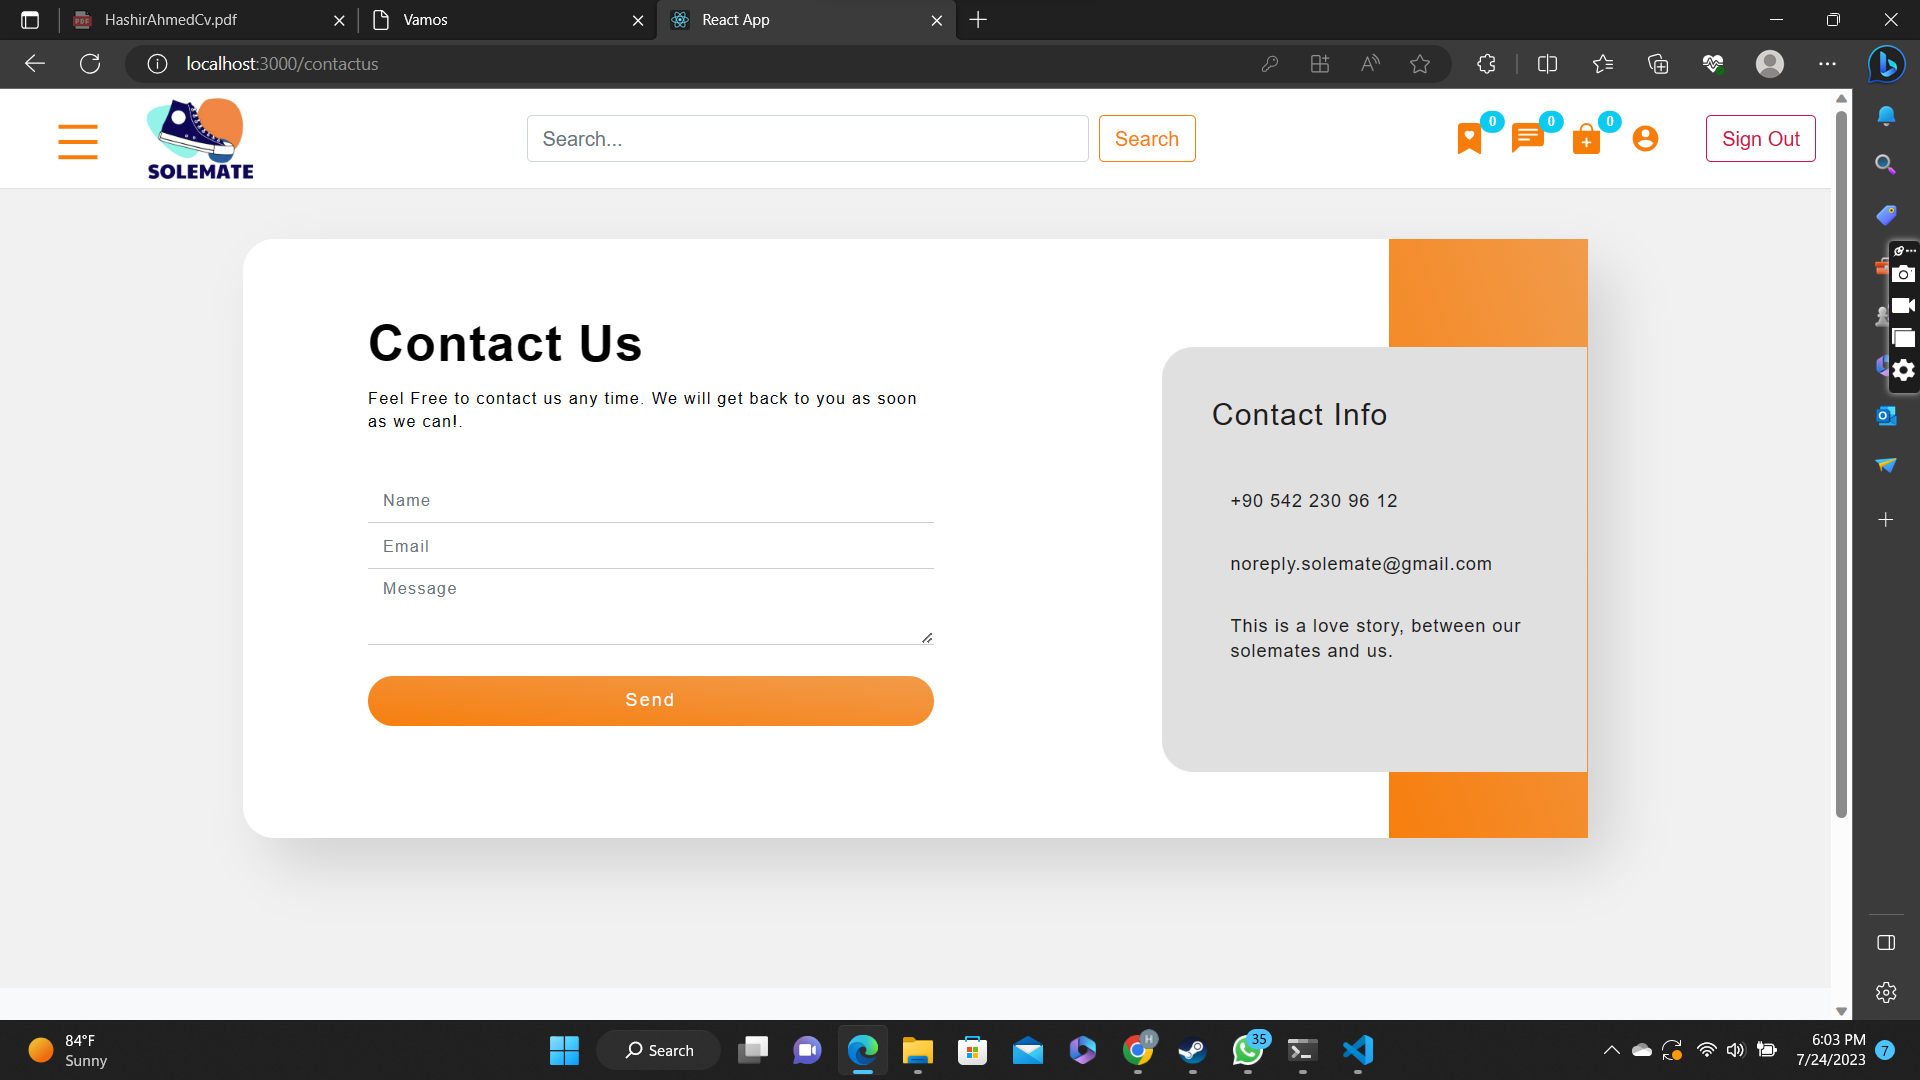 HashirAhmedCv.pdf
Vamos
React App
localhost:3000/contactus
SOLEMATE
Search...
Search
0
0
0
Sign Out
Contact Us
Feel Free to contact us any time. We will get back to you as soon
as we can!.
Name
Email
Message
Send
Contact Info
+90 542 230 96 12
noreply.solemate@gmail.com
This is a love story, between our
solemates and us.
84°F
Sunny
Search
H
35
6:03 PM
7/24/2023
7